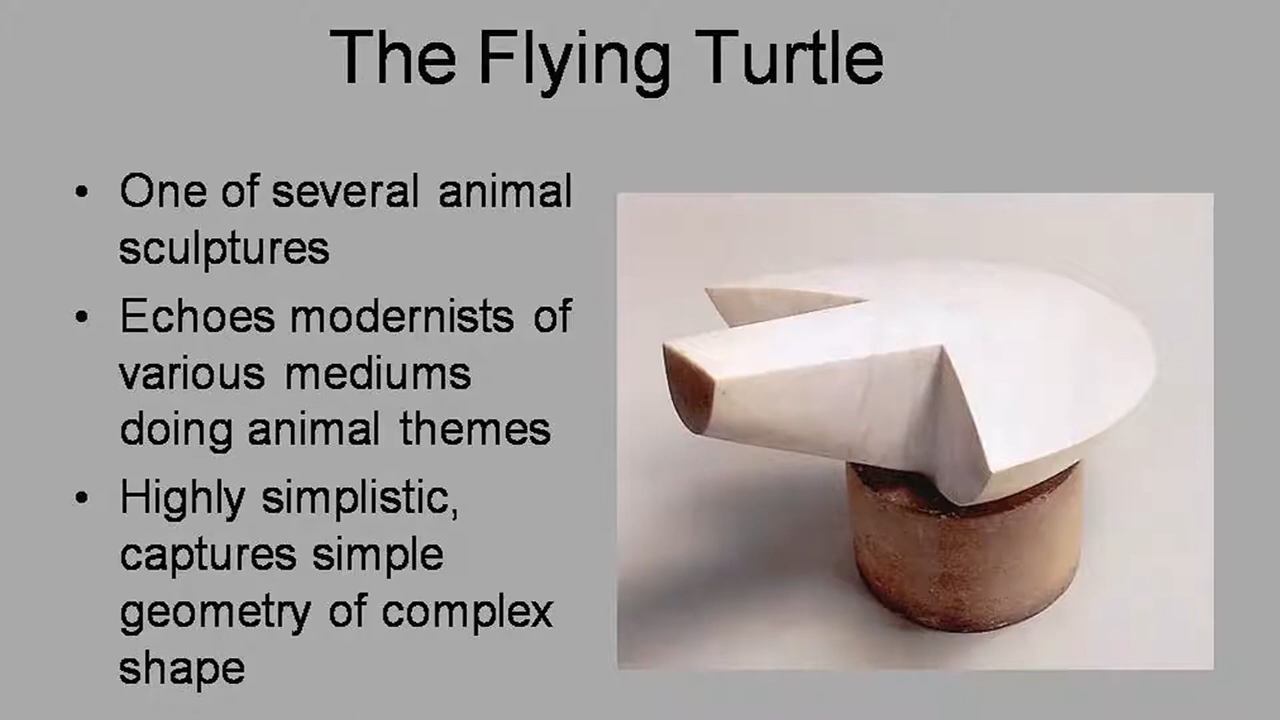 The Flying Turtle
• One of several animal
sculptures
• Echoes modernists of
various mediums
doing animal themes
• Highly simplistic,
captures simple
geometry of complex
shape